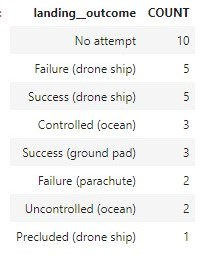 landing__outcome COUNT
No attempt 10
Failure (drone ship) 5
Success (drone ship) 5
Controlled (ocean) 3
Success (ground pad) 3
Failure (parachute) 2
Uncontrolled (ocean) 2
Precluded (drone ship) 1